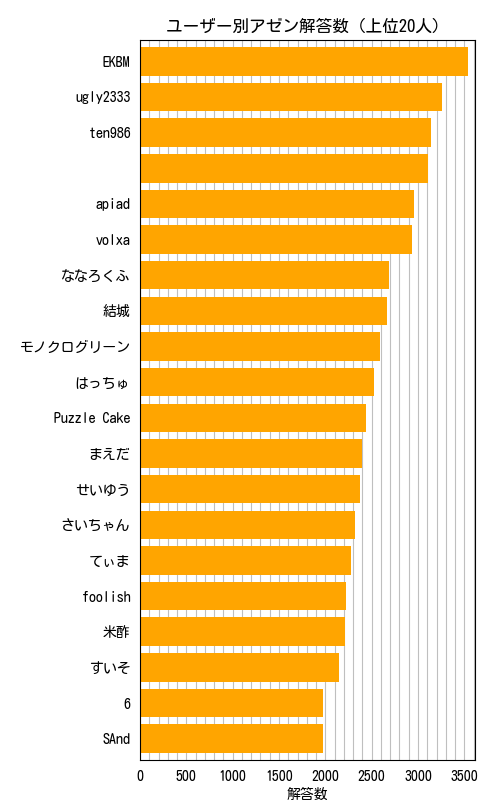 ユーザー別アゼン解答数（上位20人）
EKBM
ugly2333
ten986
apiad
volxa
ななろくふ
結城
モノクログリーン
はっちゅ
Puzzle Cake
まえだ
せいゆう
さいちゃん
てぃま
foolish
米酢
すいそ
6
SAnd
0 500 1000 1500 2000 2500 3000 3500
解答数